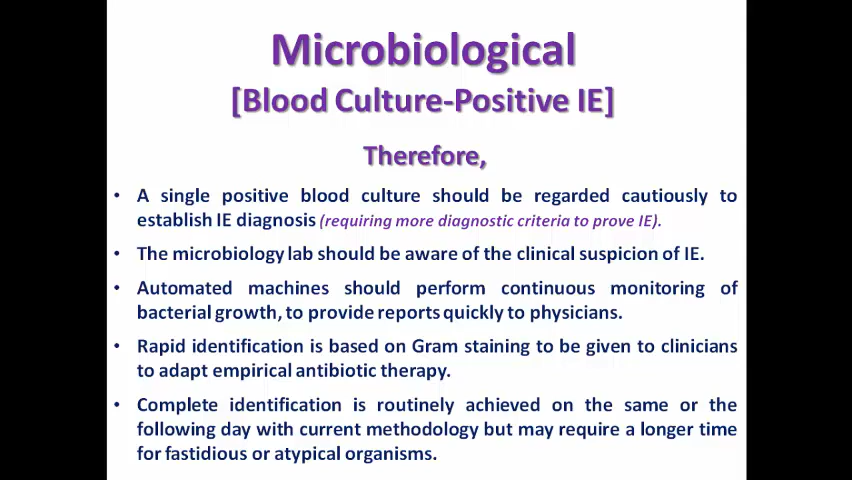 Microbiological
[Blood Culture-Positive IE]
Therefore,
• A single positive blood culture should be regarded cautiously to
establish IE diagnosis (requiring more diagnostic criteria to prove IE).
• The microbiology lab should be aware of the clinical suspicion of IE.
• Automated machines should perform continuous monitoring of
bacterial growth, to provide reports quickly to physicians.
• Rapid identification is based on Gram staining to be given to clinicians
to adapt empirical antibiotic therapy.
• Complete identification is routinely achieved on the same or the
following day with current methodology but may require a longer time
for fastidious or atypical organisms.